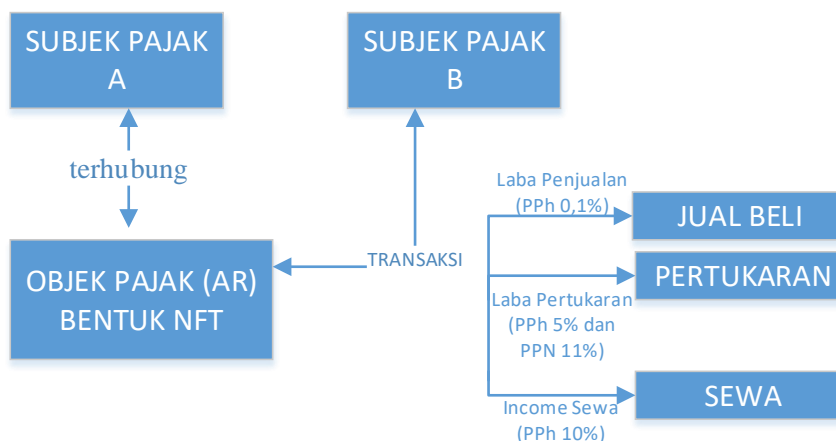 SUBJEK PAJAK
A
SUBJEK PAJAK
B
terhubung
OBJEK PAJAK (AR)
BENTUK NFT
TRANSAKSI
Laba Penjualan
(PPh 0,1%)
JUAL BELI
PERTUKARAN
Laba Pertukaran
(PPh 5% dan
PPN 11%)
SEWA
Income Sewa
(PPh 10%)